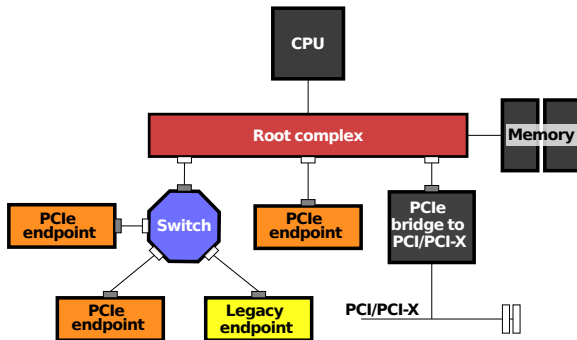 CPU
Root complex
Memory
PCIe
endpoint
Switch
PCIe
endpoint
PCIe
bridge to
PCI/PCI-X
PCIe
endpoint
Legacy
endpoint
PCI/PCI-X